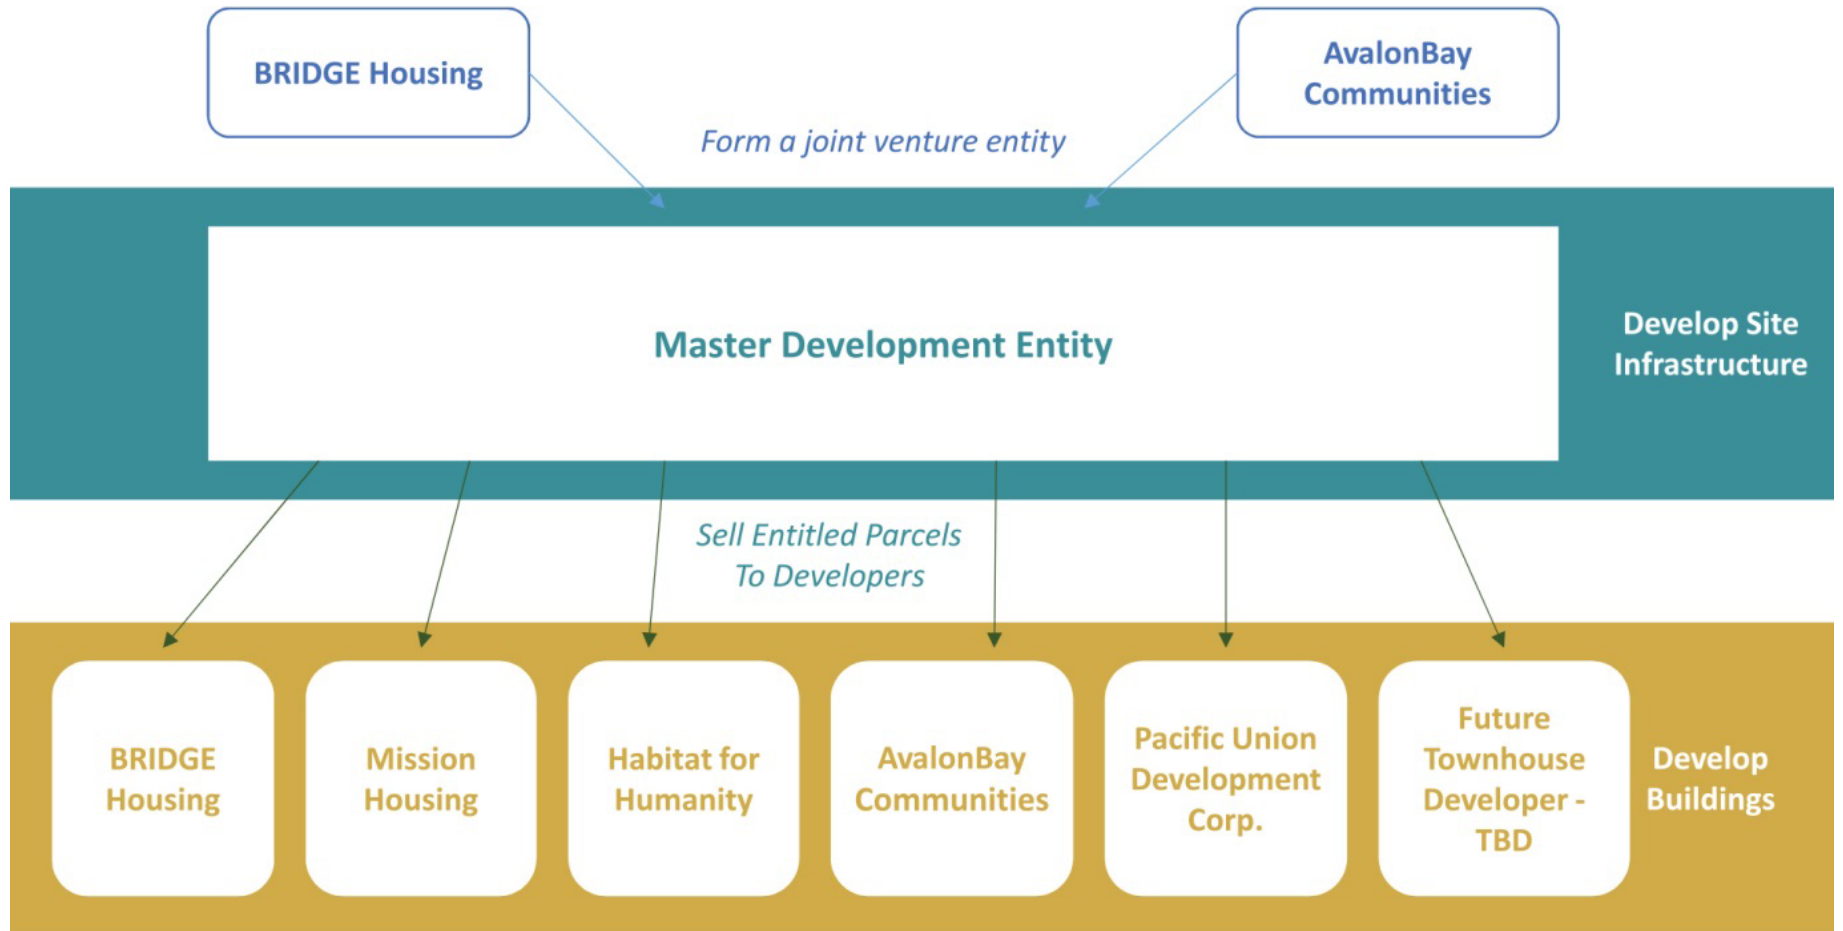 BRIDGE Housing
AvalonBay
Communities
Form a joint venture entity
Master Development Entity
Develop Site
Infrastructure
Sell Entitled Parcels
To Developers
BRIDGE
Housing
Mission
Housing
Habitat for
Humanity
AvalonBay
Communities
Pacific Union
Development
Corp.
Future
Townhouse
Developer -
TBD
Develop
Buildings